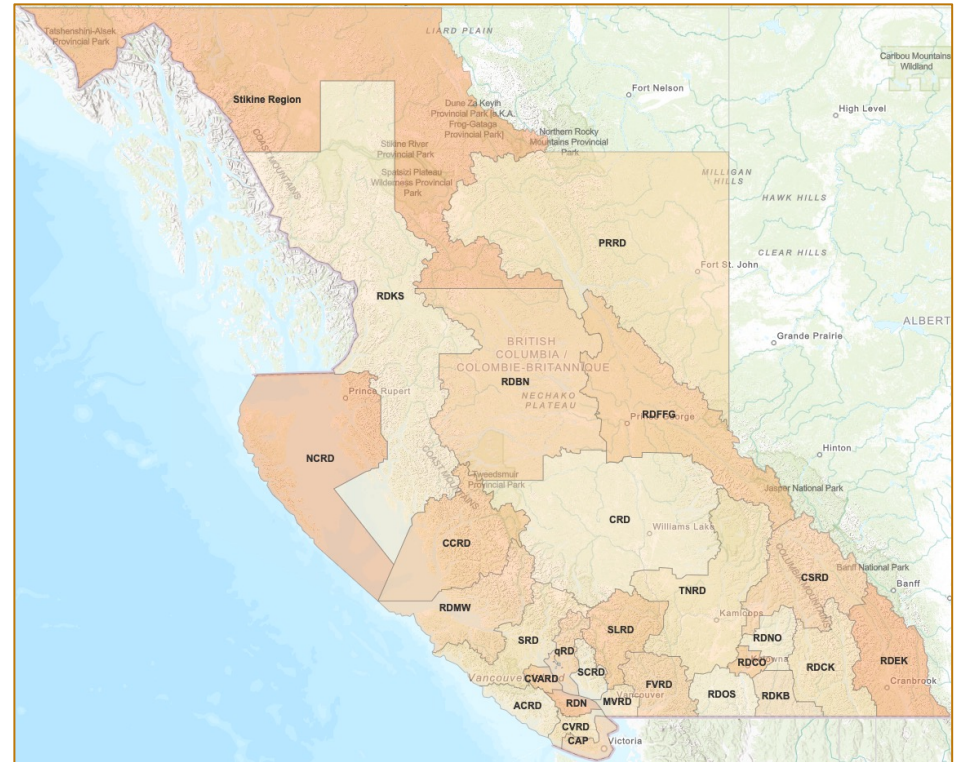 Tatshenshini-Alsek
Provincial Park
LIARD PLAIN
Caribou Mountains
Wildland
Fort Nelson
High Level
Stikine Region
Dune Za Keyih
Provincial Park [a.K.A.
Frog-Gataga
Provincial Park]
Northern Rocky
Mountains Provincial
Park
COAST MOUNTAINS
Stikine River
Provincial Park
Spatsizi Plateau
Wilderness Provincial
Park
MILLIGAN
HILLS
HAWK HILLS
PRRD
CLEAR HILLS
Fort St. John
RDKS
ALBERT
Grande Prairie
BRITISH
COLUMBIA /
COLOMBIE-BRITANNIQUE
RDBN
NECHAKO
PLATEAU
Prince Rupert
Prince George
RDFFG
Hinton
NCRD
COAST MOUNTAINS
Tweedsmuir
Provincial Park
Jasper National Park
CRD
Williams Lake
CCRD
COLUMBIA MOUNTAINS
CSRD
Banff National Park
Banff
TNRD
RDMW
Kamloops
SLRD
SRD
qRD
RDNO
RDCO
SCRD
RDCK
RDEK
CVARD
FVRD
Cranbrook
Vancouver
ACRD
RDN
MVRD
RDOS
RDKB
CVRD
CAP
Victoria